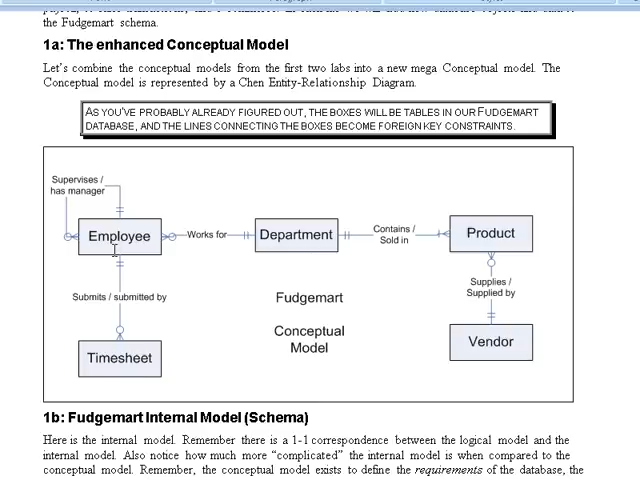 the Fudgemart schema.
1a: The enhanced Conceptual Model
Let's combine the conceptual models from the first two labs into a new mega Conceptual model. The
Conceptual model is represented by a Chen Entity-Relationship Diagram.
AS YOU'VE PROBABLY ALREADY FIGURED OUT, THE BOXES WILL BE TABLES IN OUR FUDGEMART
DATABASE, AND THE LINES CONNECTING THE BOXES BECOME FOREIGN KEY CONSTRAINTS.
Supervises /
has manager
Employee
Works for
Department
Contains /
Sold in
Product
Submits / submitted by
Supplies /
Supplied by
Fudgemart
Conceptual
Model
Timesheet
Vendor
1b: Fudgemart Internal Model (Schema)
Here is the internal model. Remember there is a 1-1 correspondence between the logical model and the
internal model. Also notice how much more "complicated" the internal model is when compared to the
conceptual model. Remember, the conceptual model exists to define the requirements of the database, the